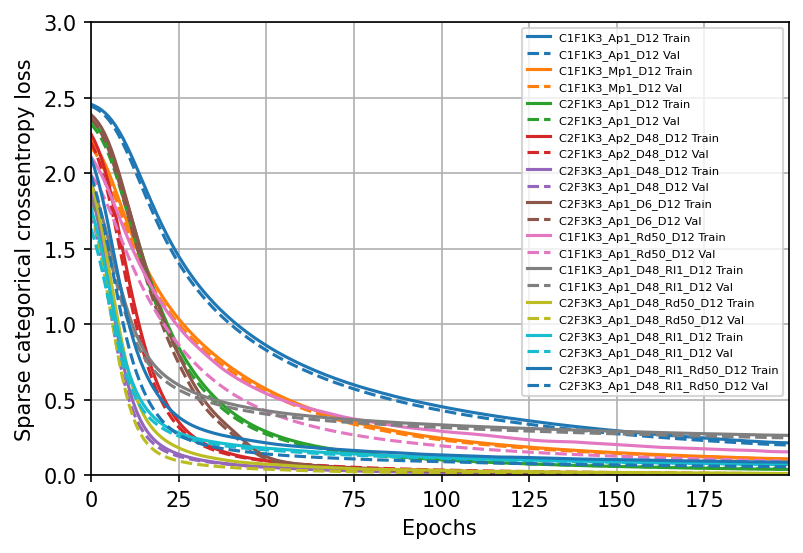 3.0
2.5
2.0
1.5
1.0
0.5
0.0
Sparse categorical crossentropy loss
0 25 50 75 100 125 150 175
Epochs
C1F1K3_Ap1_D12 Train
C1F1K3_Ap1_D12 Val
C1F1K3_Mp1_D12 Train
C1F1K3_Mp1_D12 Val
C2F1K3_Ap1_D12 Train
C2F1K3_Ap1_D12 Val
C2F1K3_Ap2_D48_D12 Train
C2F1K3_Ap2_D48_D12 Val
C2F3K3_Ap1_D48_D12 Train
C2F3K3_Ap1_D48_D12 Val
C2F3K3_Ap1_D6_D12 Train
C2F3K3_Ap1_D6_D12 Val
C1F1K3_Ap1_Rd50_D12 Train
C1F1K3_Ap1_Rd50_D12 Val
C1F1K3_Ap1_D48_Rl1_D12 Train
C1F1K3_Ap1_D48_Rl1_D12 Val
C2F3K3_Ap1_D48_Rd50_D12 Train
C2F3K3_Ap1_D48_Rd50_D12 Val
C2F3K3_Ap1_D48_Rl1_D12 Train
C2F3K3_Ap1_D48_Rl1_D12 Val
C2F3K3_Ap1_D48_Rl1_Rd50_D12 Train
C2F3K3_Ap1_D48_Rl1_Rd50_D12 Val